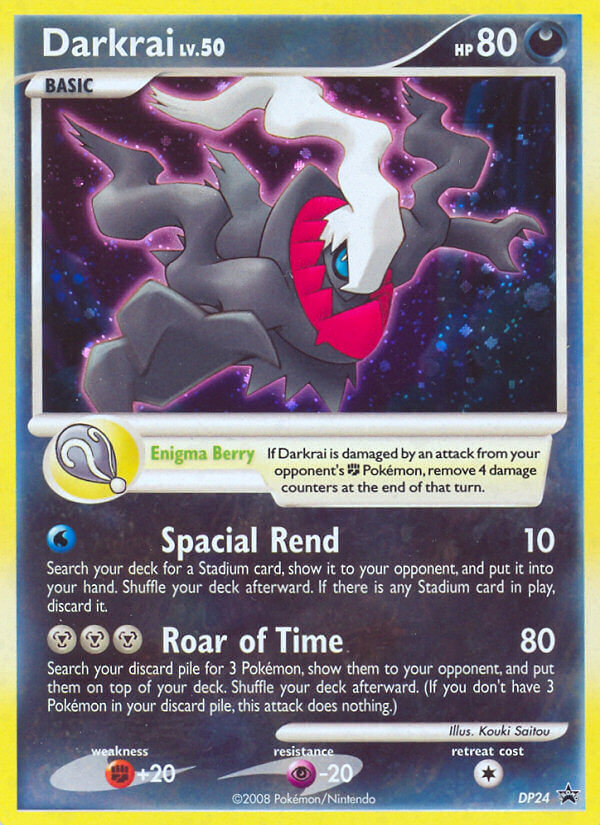 Darkrai LV.50 HP 80
BASIC
Enigma Berry If Darkrai is damaged by an attack from your
opponent's Pokémon, remove 4 damage
counters at the end of that turn.
Spacial Rend 10
Search your deck for a Stadium card, show it to your opponent, and put it into
your hand. Shuffle your deck afterward. If there is any Stadium card in play,
discard it.
Roar of Time 80
Search your discard pile for 3 Pokémon, show them to your opponent, and put
them on top of your deck. Shuffle your deck afterward. (If you don't have 3
Pokémon in your discard pile, this attack does nothing.)
Illus. Kouki Saitou
weakness resistance retreat cost
+20 -20
©2008 Pokémon/Nintendo DP24